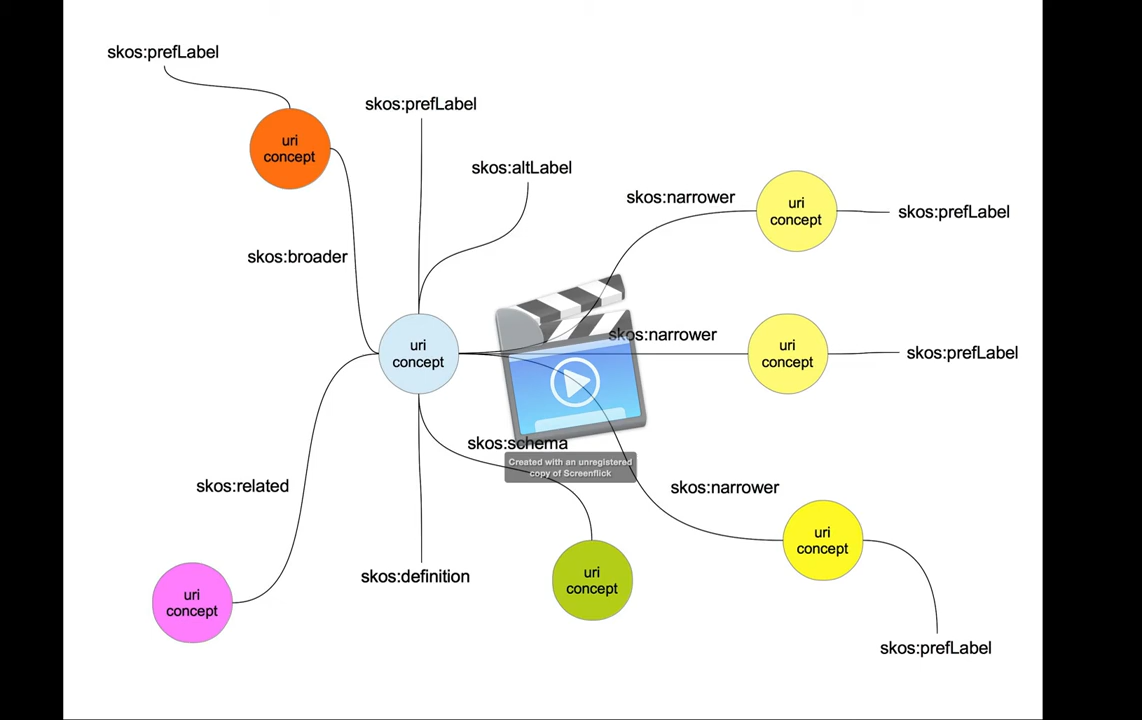 skos:prefLabel
skos:prefLabel
uri
concept
skos:altLabel
skos:narrower
uri
concept
skos:prefLabel
skos:broader
skos:narrower
uri
concept
uri
concept
skos:prefLabel
skos:schema
Created with an unregistered
copy of Screenflick
skos:related
skos:narrower
uri
concept
skos:definition
uri
concept
uri
concept
skos:prefLabel